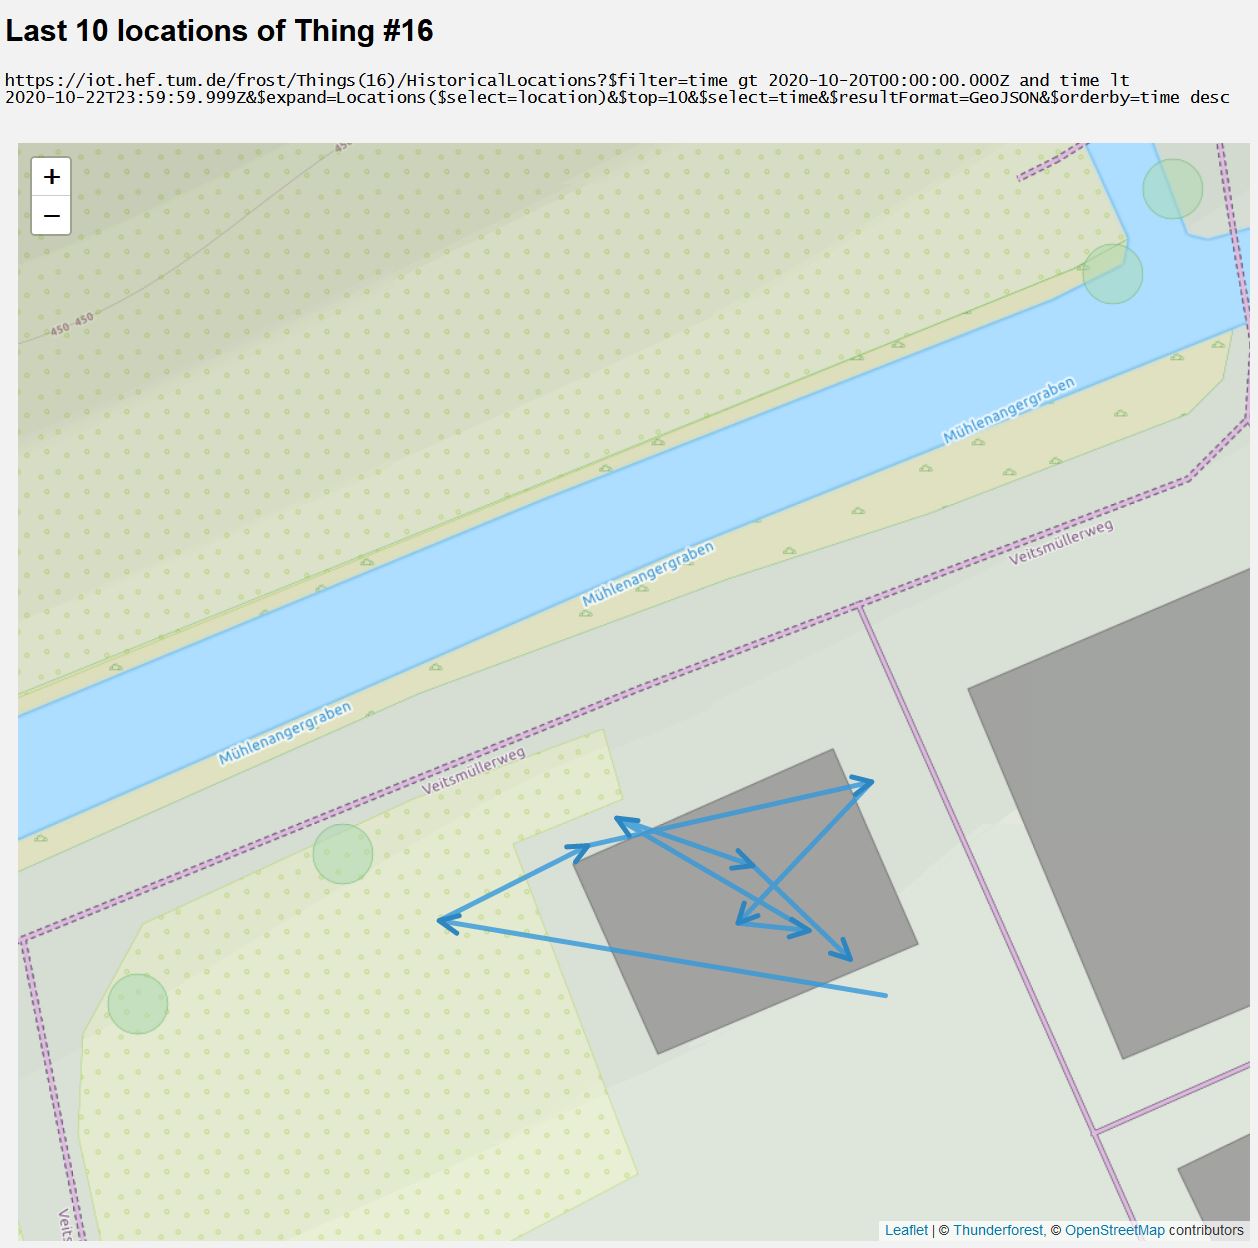 Last 10 locations of Thing #16
https://iot.hef.tum.de/frost/Things(16)/HistoricalLocations?$filter=time gt 2020-10-20T00:00:00.000Z and time lt
2020-10-22T23:59:59.999Z&$expand=Locations($select=location)&$top=10&$select=time&$resultFormat=GeoJSON&$orderby=time desc
+
−
450 450
Mühlenangergraben
Veitsmüllerweg
Mühlenangergraben
Mühlenangergraben
Veitsmüllerweg
Leaflet | © Thunderforest, © OpenStreetMap contributors